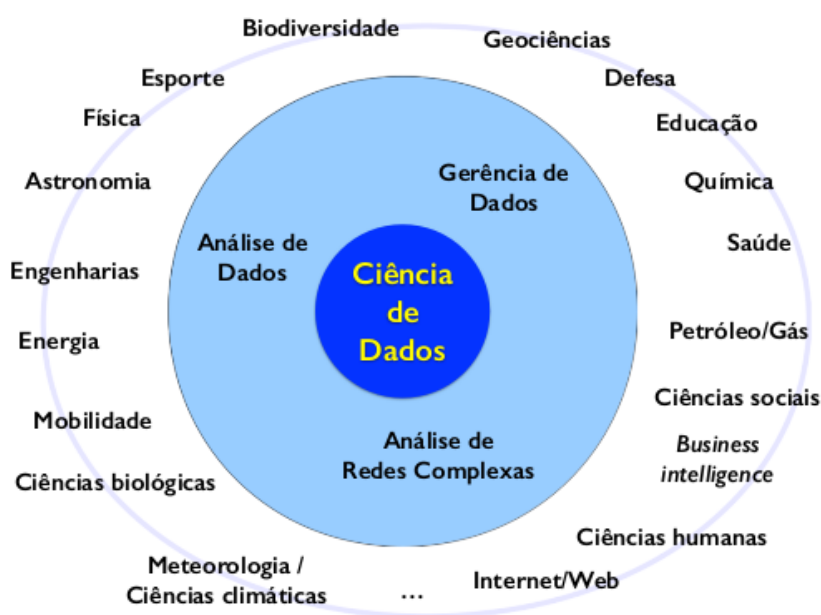 Biodiversidade
Geociências
Esporte
Defesa
Física
Educação
Astronomia
Gerência de
Dados
Química
Análise de
Dados
Saúde
Engenharias
Ciência
de
Dados
Energia
Petróleo/Gás
Mobilidade
Ciências sociais
Análise de
Redes Complexas
Business
intelligence
Ciências biológicas
Ciências humanas
Meteorologia /
Ciências climáticas
...
Internet/Web